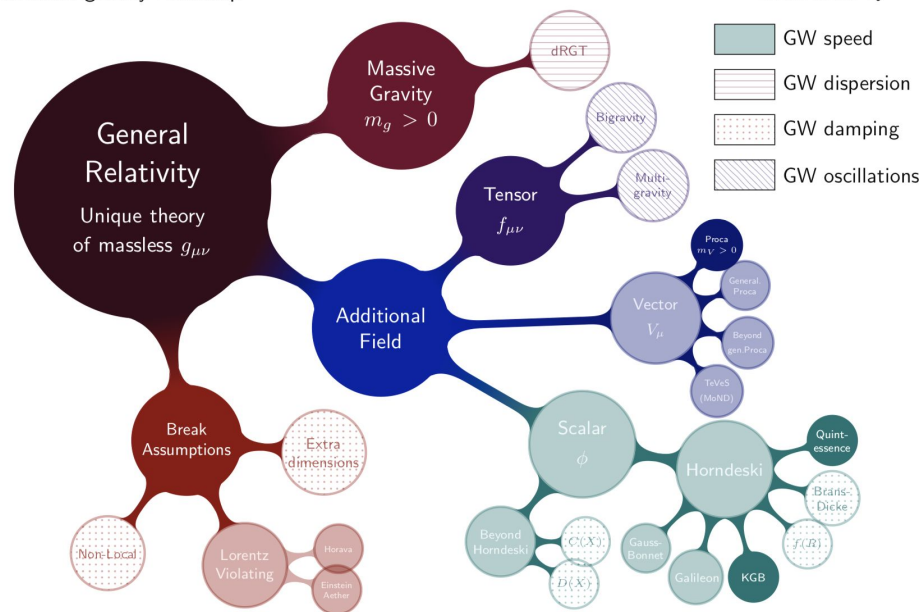 General
Relativity
Unique theory
of massless gμν
Massive
Gravity
m_g > 0
dRGT
GW speed
GW dispersion
GW damping
GW oscillations
Bigravity
Multi-
gravity
Tensor
fμν
Additional
Field
Vector
Vμ
Proca
m_V > 0
General.
Proca
Beyond
gen.Proca
TeVeS
(MoND)
Break
Assumptions
Extra
dimensions
Non-Local
Lorentz
Violating
Horava
Einstein
Aether
Scalar
ϕ
Horndeski
Quint-
essence
Brans-
Dicke
f(R)
KGB
Galileon
Gauss-
Bonnet
Beyond
Horndeski
C(X)
D(X)